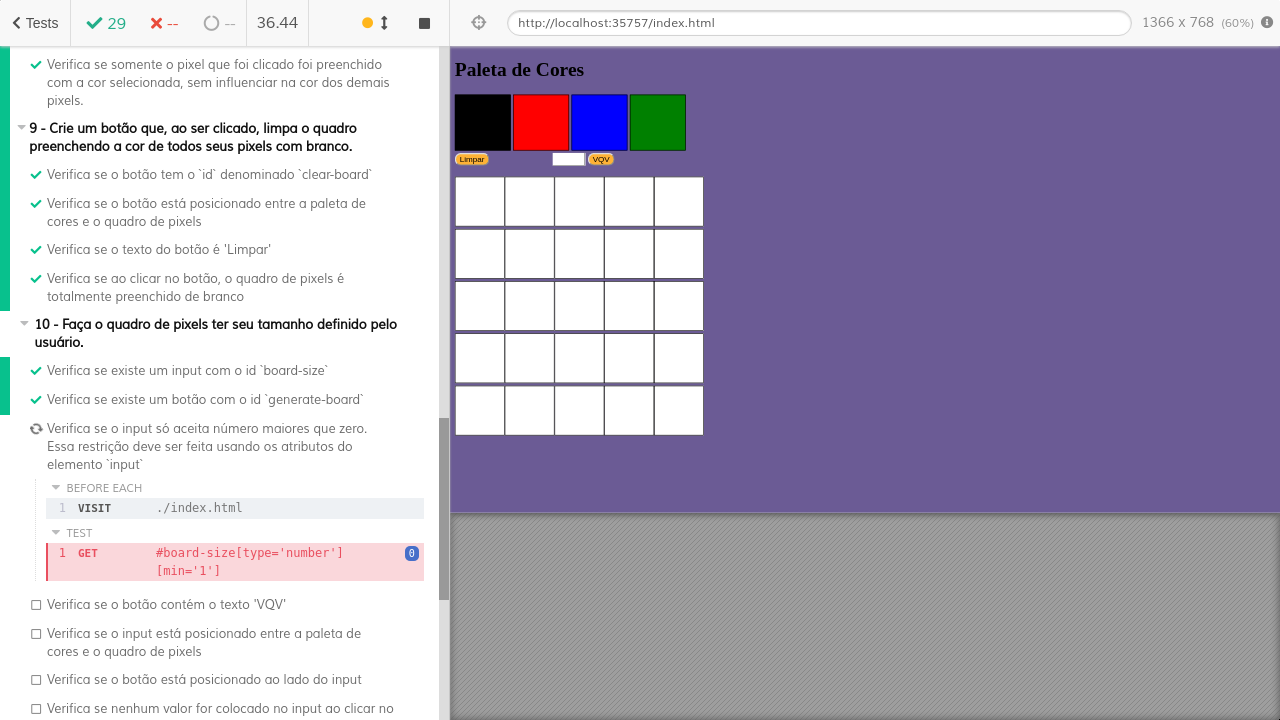 Tests
29
--
--
36.44
http://localhost:35757/index.html
1366 x 768 (60%)
Verifica se somente o pixel que foi clicado foi preenchido
com a cor selecionada, sem influenciar na cor dos demais
pixels.
9 - Crie um botão que, ao ser clicado, limpa o quadro
preenchendo a cor de todos seus pixels com branco.
Verifica se o botão tem o `id` denominado `clear-board`
Verifica se o botão está posicionado entre a paleta de
cores e o quadro de pixels
Verifica se o texto do botão é 'Limpar'
Verifica se ao clicar no botão, o quadro de pixels é
totalmente preenchido de branco
10 - Faça o quadro de pixels ter seu tamanho definido pelo
usuário.
Verifica se existe um input com o id `board-size`
Verifica se existe um botão com o id `generate-board`
Verifica se o input só aceita número maiores que zero.
Essa restrição deve ser feita usando os atributos do
elemento `input`
BEFORE EACH
1 VISIT ./index.html
TEST
1 GET #board-size[type='number'] 0
[min='1']
Verifica se o botão contém o texto 'VQV'
Verifica se o input está posicionado entre a paleta de
cores e o quadro de pixels
Verifica se o botão está posicionado ao lado do input
Verifica se nenhum valor for colocado no input ao clicar no
Paleta de Cores
Limpar
VQV